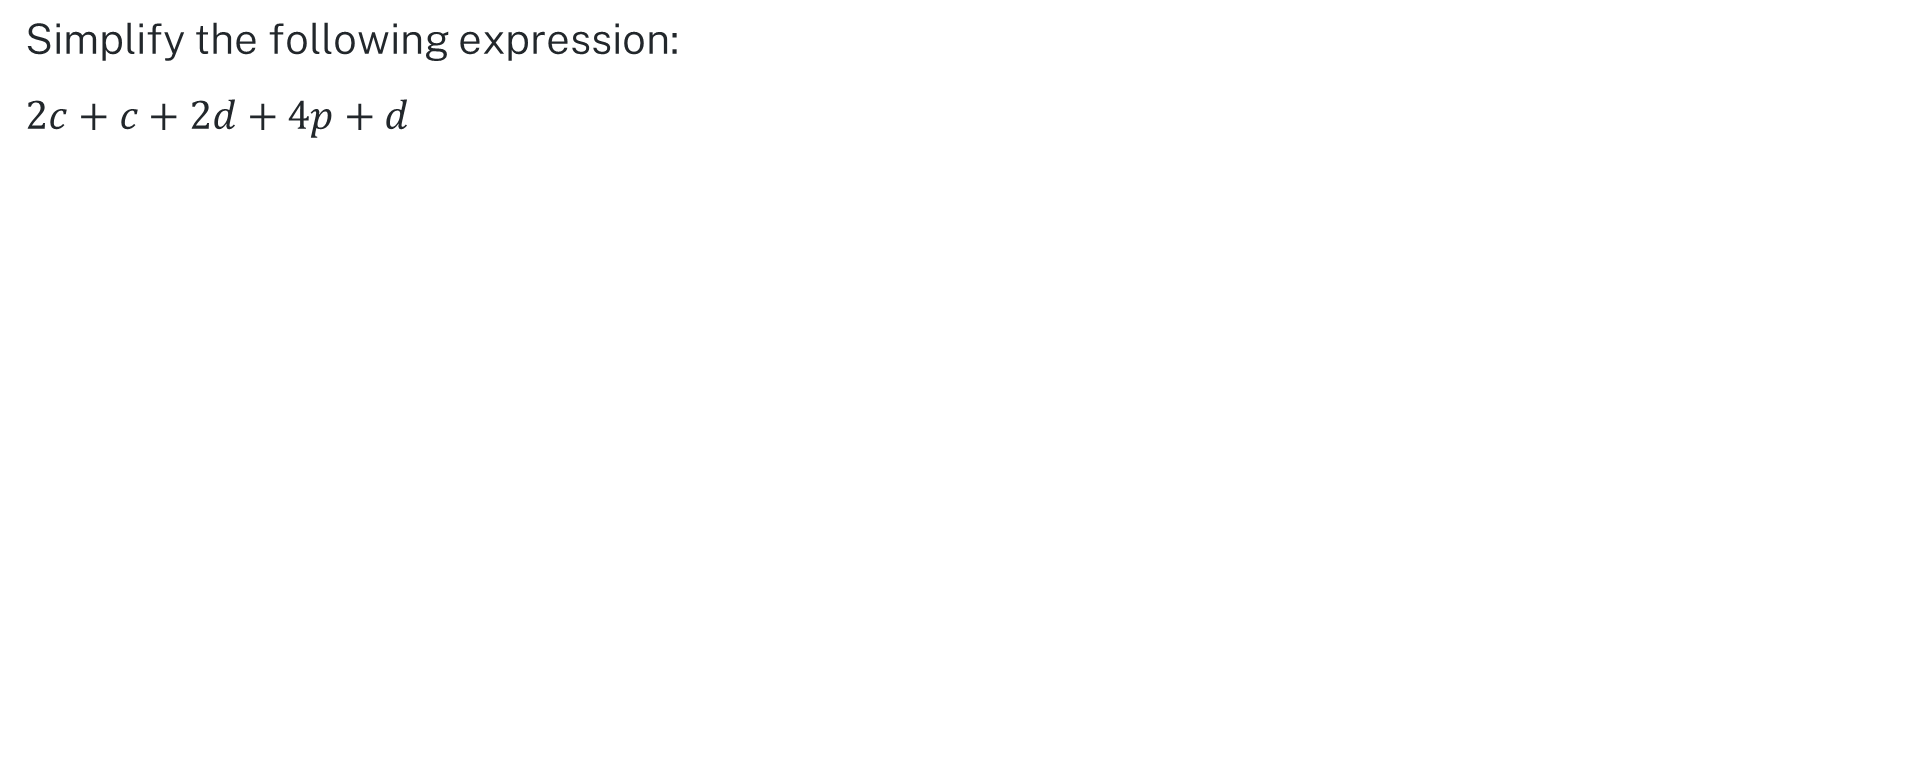 Simplify the following expression:
2c + c + 2d + 4p + d